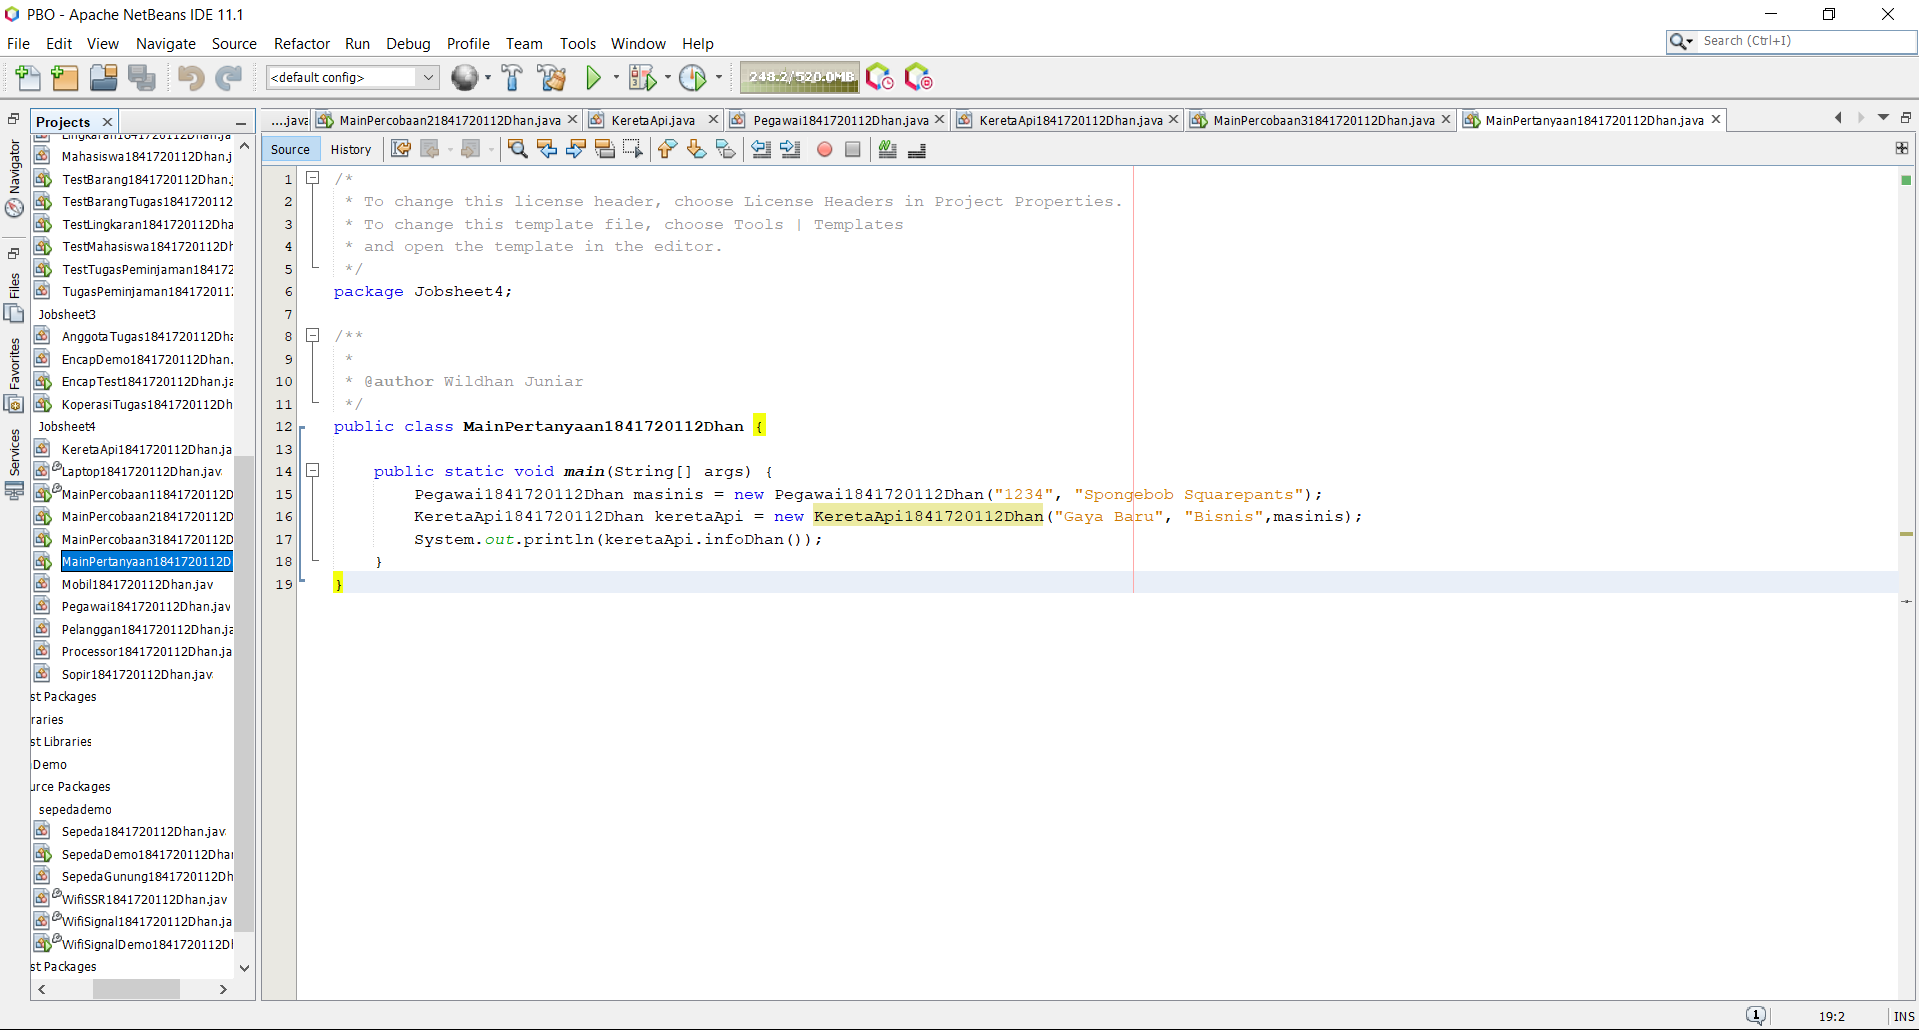 PBO - Apache NetBeans IDE 11.1
File Edit View Navigate Source Refactor Run Debug Profile Team Tools Window Help
Search (Ctrl+I)
<default config>
248.2/520.0MB
Projects
....java MainPercobaan21841720112Dhan.java KeretaApi.java Pegawai1841720112Dhan.java KeretaApi1841720112Dhan.java MainPercobaan31841720112Dhan.java MainPertanyaan1841720112Dhan.java
Source History
Navigator
Files
Favorites
Services
Lingkaran1841720112Dhan.ja
Mahasiswa1841720112Dhan.j
TestBarang1841720112Dhan.j
TestBarangTugas1841720112
TestLingkaran1841720112Dha
TestMahasiswa1841720112Dh
TestTugasPeminjaman184172
TugasPeminjaman184172011
Jobsheet3
AnggotaTugas1841720112Dha
EncapDemo1841720112Dhan.
EncapTest1841720112Dhan.ja
KoperasiTugas1841720112Dh
Jobsheet4
KeretaApi1841720112Dhan.ja
Laptop1841720112Dhan.jav
MainPercobaan11841720112D
MainPercobaan21841720112D
MainPercobaan31841720112D
MainPertanyaan1841720112D
Mobil1841720112Dhan.jav
Pegawai1841720112Dhan.jav
Pelanggan1841720112Dhan.ja
Processor1841720112Dhan.ja
Sopir1841720112Dhan.jav
st Packages
raries
st Libraries
Demo
urce Packages
sepedademo
Sepeda1841720112Dhan.jav
SepedaDemo1841720112Dhan
SepedaGunung1841720112Dh
WifiSSR1841720112Dhan.jav
WifiSignal1841720112Dhan.ja
WifiSignalDemo1841720112Dh
st Packages
1 /*
2 * To change this license header, choose License Headers in Project Properties.
3 * To change this template file, choose Tools | Templates
4 * and open the template in the editor.
5 */
6 package Jobsheet4;
7
8 /**
9 *
10 * @author Wildhan Juniar
11 */
12 public class MainPertanyaan1841720112Dhan {
13
14 public static void main(String[] args) {
15 Pegawai1841720112Dhan masinis = new Pegawai1841720112Dhan("1234", "Spongebob Squarepants");
16 KeretaApi1841720112Dhan keretaApi = new KeretaApi1841720112Dhan("Gaya Baru", "Bisnis",masinis);
17 System.out.println(keretaApi.infoDhan());
18 }
19 }
1
19:2 INS